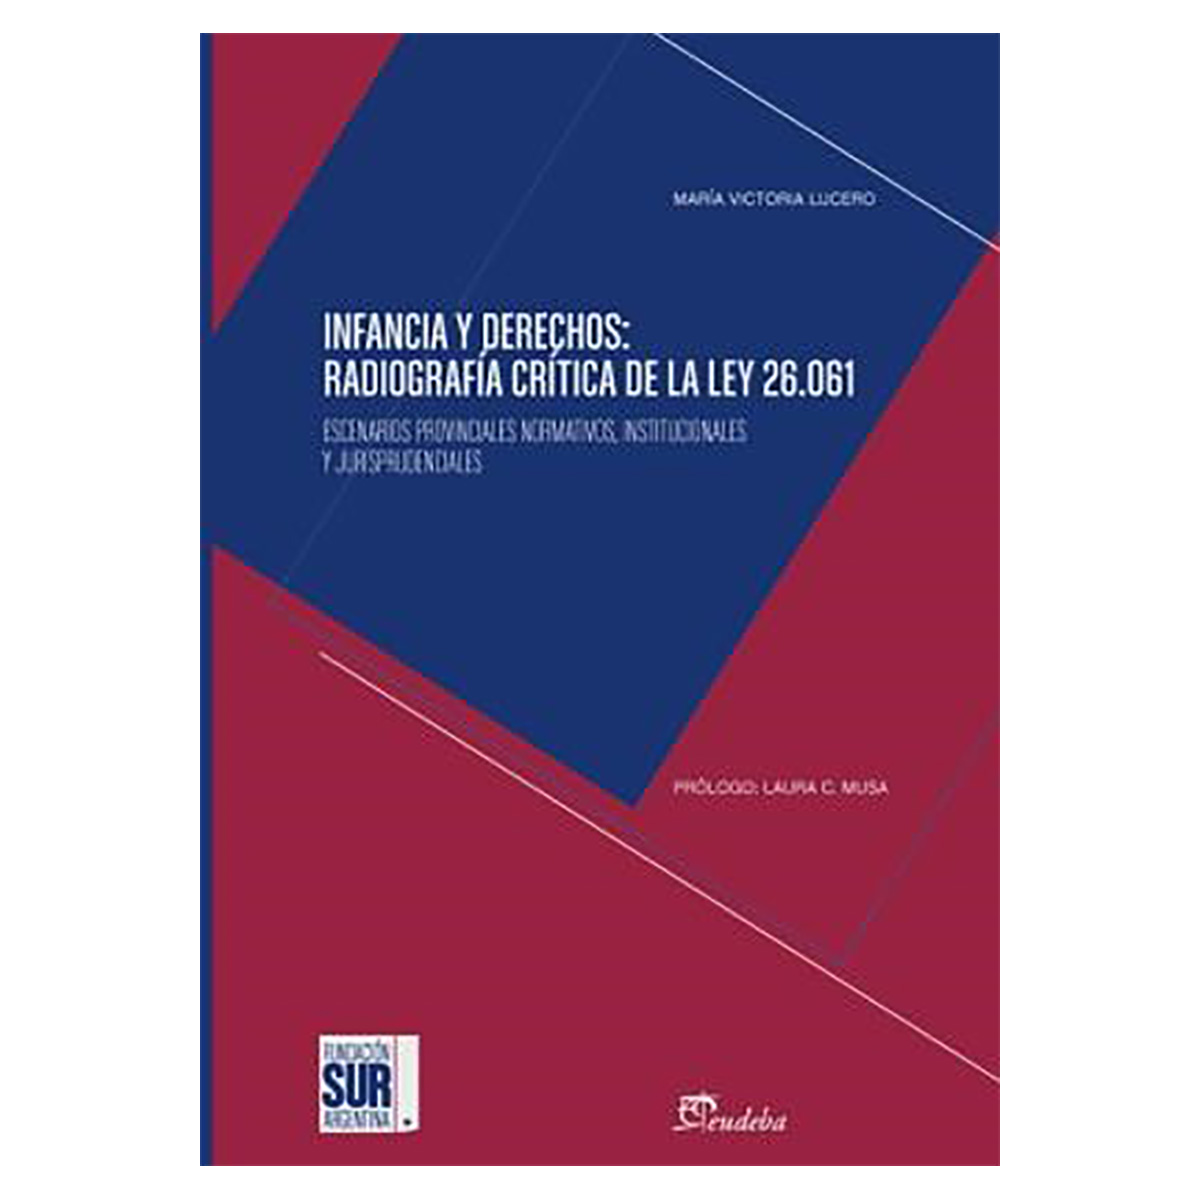 MARÍA VICTORIA LUCERO
INFANCIA Y DERECHOS:
RADIOGRAFÍA CRÍTICA DE LA LEY 26.061
ESCENARIOS PROVINCIALES NORMATIVOS, INSTITUCIONALES
Y JURISPRUDENCIALES
PRÓLOGO: LAURA C. MUSA
FUNDACIÓN
SUR
ARGENTINA
eudeba